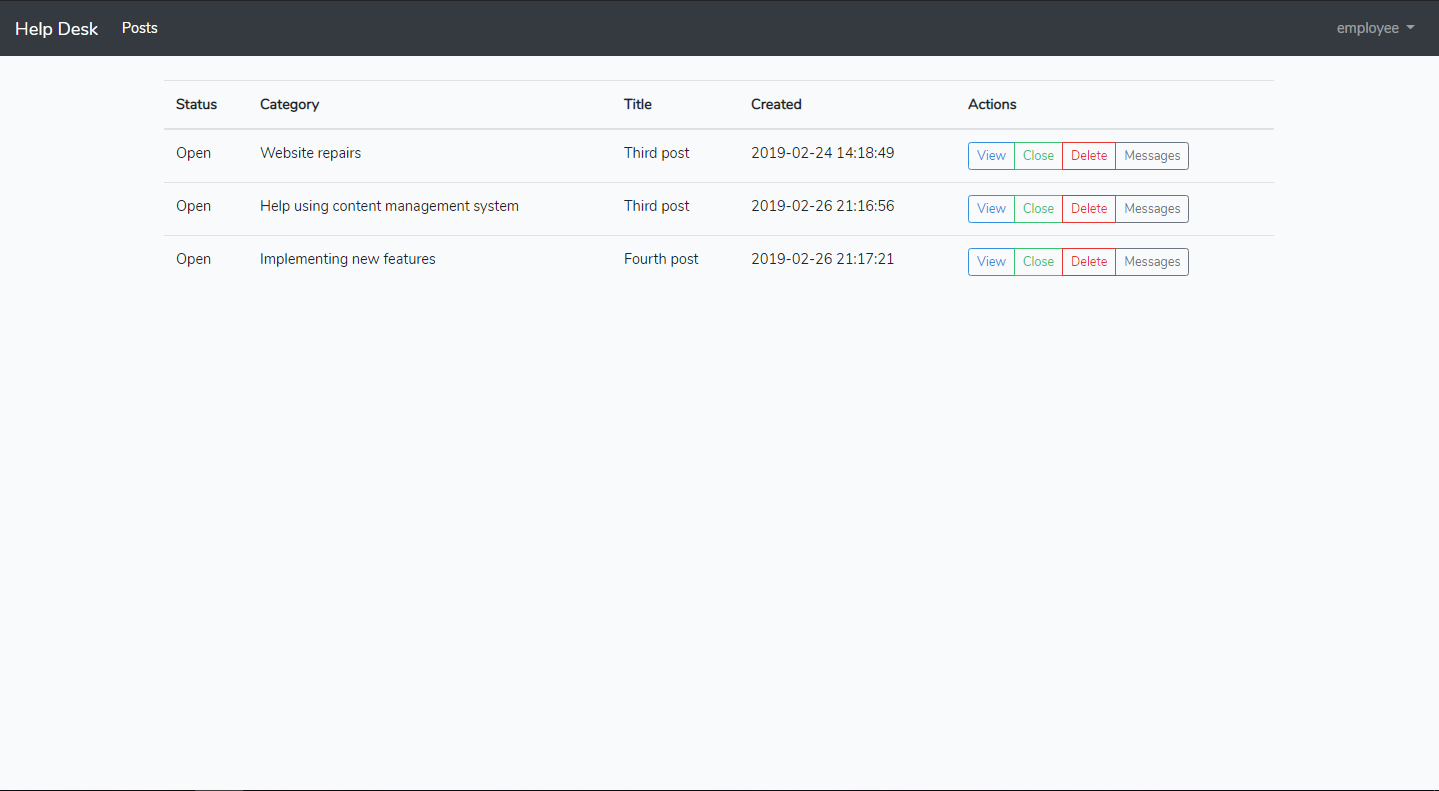 Help Desk Posts employee
Status Category Title Created Actions
Open Website repairs Third post 2019-02-24 14:18:49 View Close Delete Messages
Open Help using content management system Third post 2019-02-26 21:16:56 View Close Delete Messages
Open Implementing new features Fourth post 2019-02-26 21:17:21 View Close Delete Messages